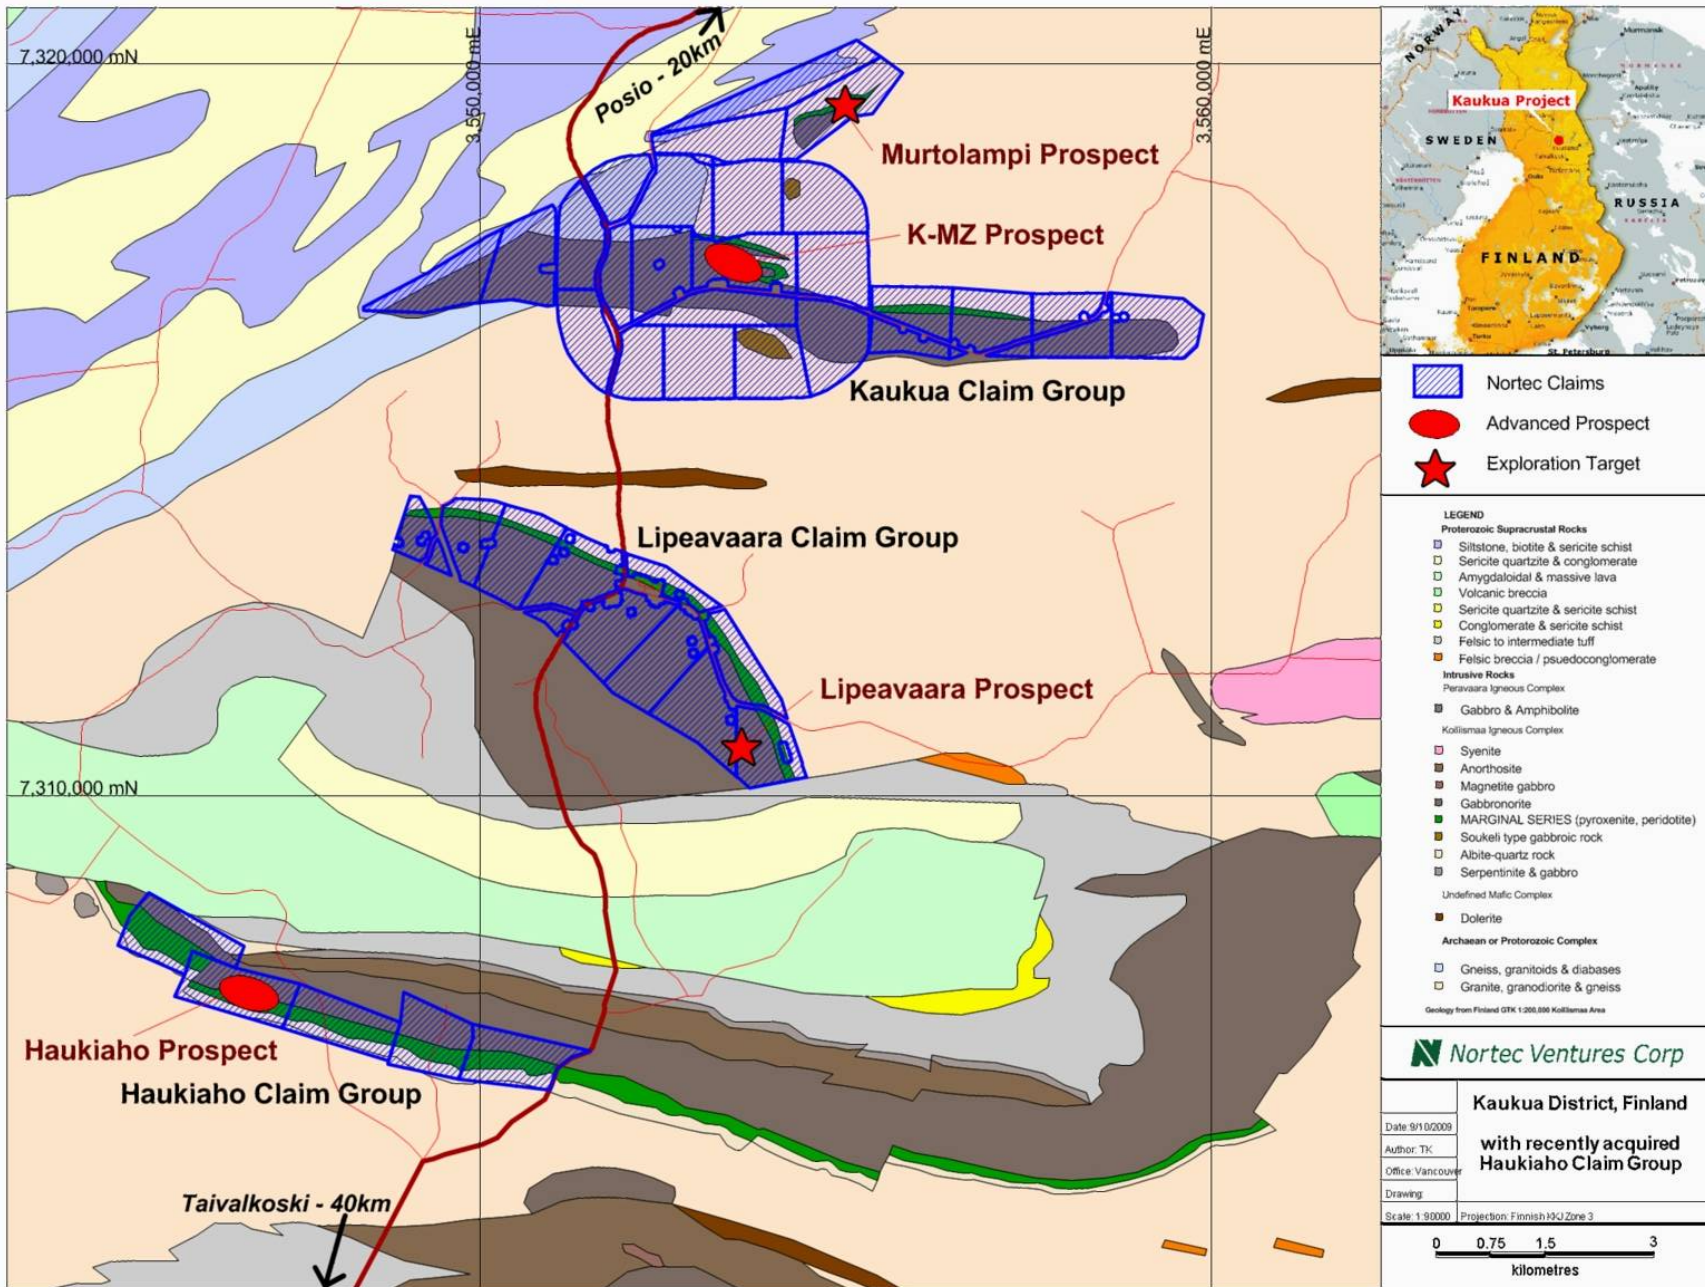 7,320,000 mN
3,550,000 mE
3,560,000 mE
Posio - 20km
Murtolampi Prospect
K-MZ Prospect
Kaukua Claim Group
Lipeavaara Claim Group
Lipeavaara Prospect
7,310,000 mN
Haukiaho Prospect
Haukiaho Claim Group
Taivalkoski - 40km
NORWAY
Murmansk
Kaukua Project
SWEDEN
RUSSIA
FINLAND
Vyborg
St. Petersburg
Nortec Claims
Advanced Prospect
Exploration Target
LEGEND
Proterozoic Supracrustal Rocks
Siltstone, biotite & sericite schist
Sericite quartzite & conglomerate
Amygdaloidal & massive lava
Volcanic breccia
Sericite quartzite & sericite schist
Conglomerate & sericite schist
Felsic to intermediate tuff
Felsic breccia / psuedoconglomerate
Intrusive Rocks
Peravaara Igneous Complex
Gabbro & Amphibolite
Kollismaa Igneous Complex
Syenite
Anorthosite
Magnetite gabbro
Gabbronorite
MARGINAL SERIES (pyroxenite, peridotite)
Soukeli type gabbroic rock
Albite-quartz rock
Serpentinite & gabbro
Undefined Mafic Complex
Dolerite
Archaean or Protorozoic Complex
Gneiss, granitoids & diabases
Granite, granodiorite & gneiss
Geology from Finland GTK 1:200,000 Kollismaa Area
Nortec Ventures Corp
Kaukua District, Finland
with recently acquired
Haukiaho Claim Group
Date: 9/10/2009
Author: TK
Office: Vancouver
Drawing:
Scale: 1:90000
Projection: Finnish KKJ Zone 3
0 0.75 1.5 3
kilometres